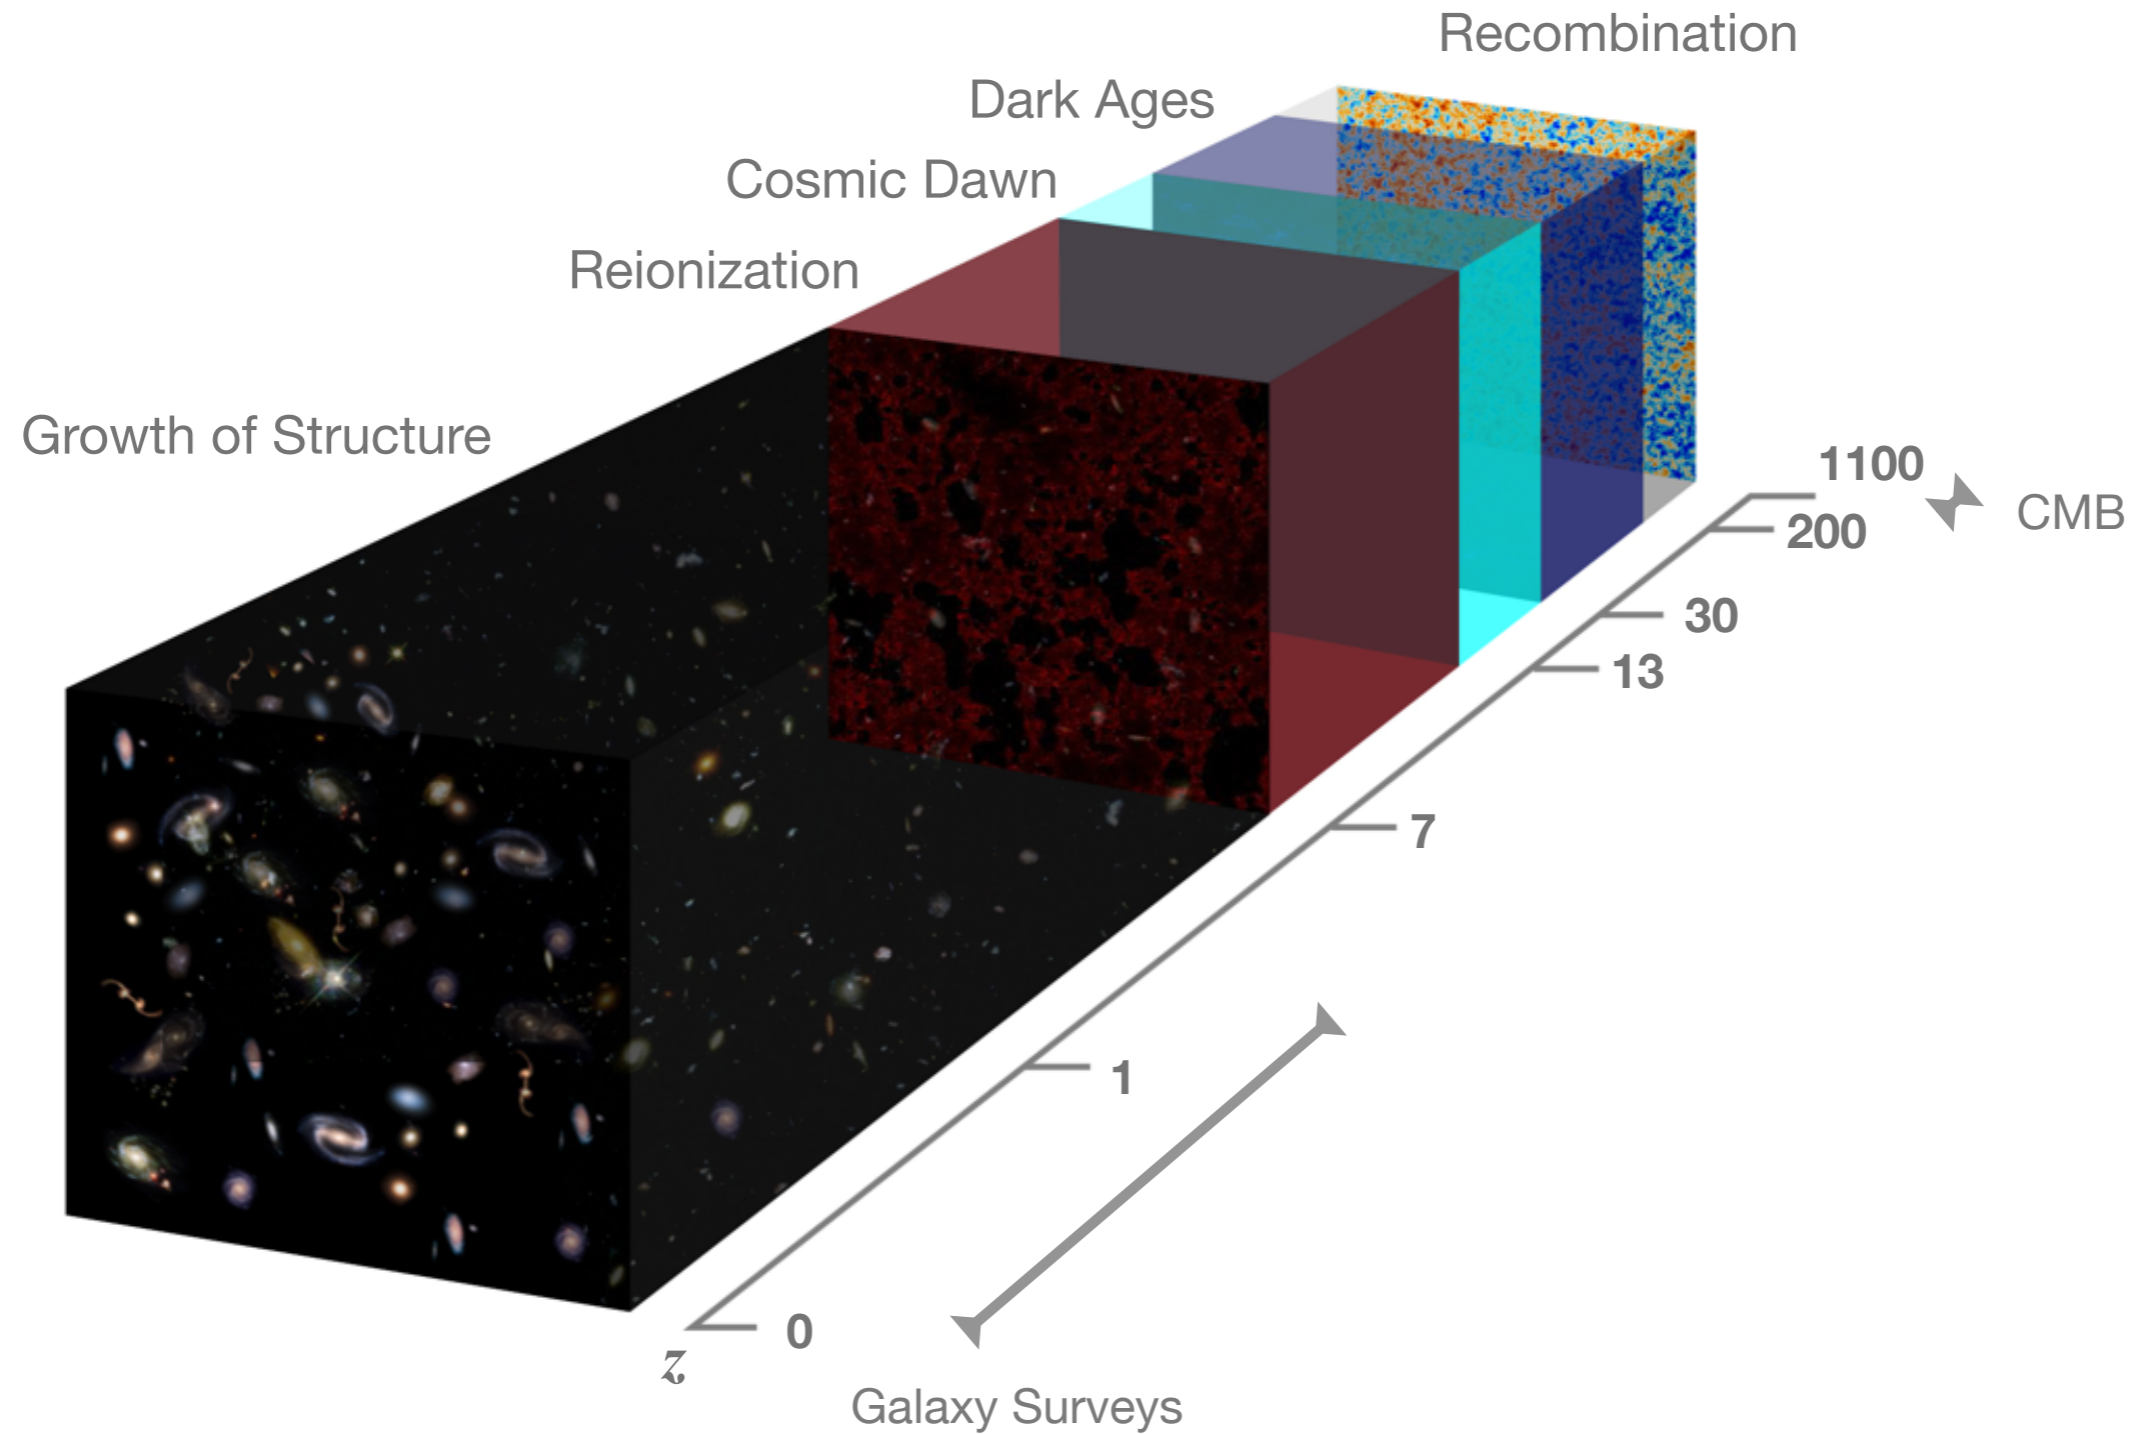 Recombination
Dark Ages
Cosmic Dawn
Reionization
Growth of Structure
1100
CMB
200
30
13
7
1
0
z
Galaxy Surveys